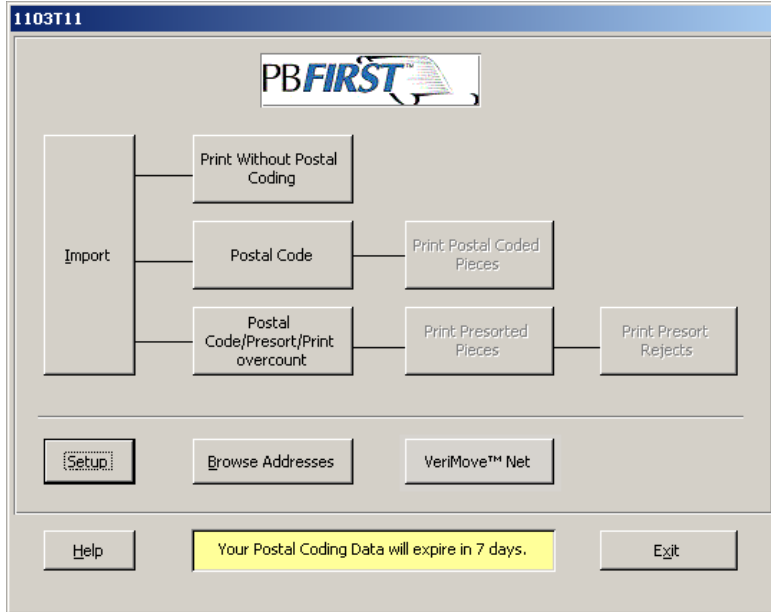 1103T11
PBFIRST™
Print Without Postal
Coding
Import
Postal Code
Print Postal Coded
Pieces
Postal
Code/Presort/Print
overcount
Print Presorted
Pieces
Print Presort
Rejects
Setup
Browse Addresses
VeriMove™ Net
Help
Your Postal Coding Data will expire in 7 days.
Exit